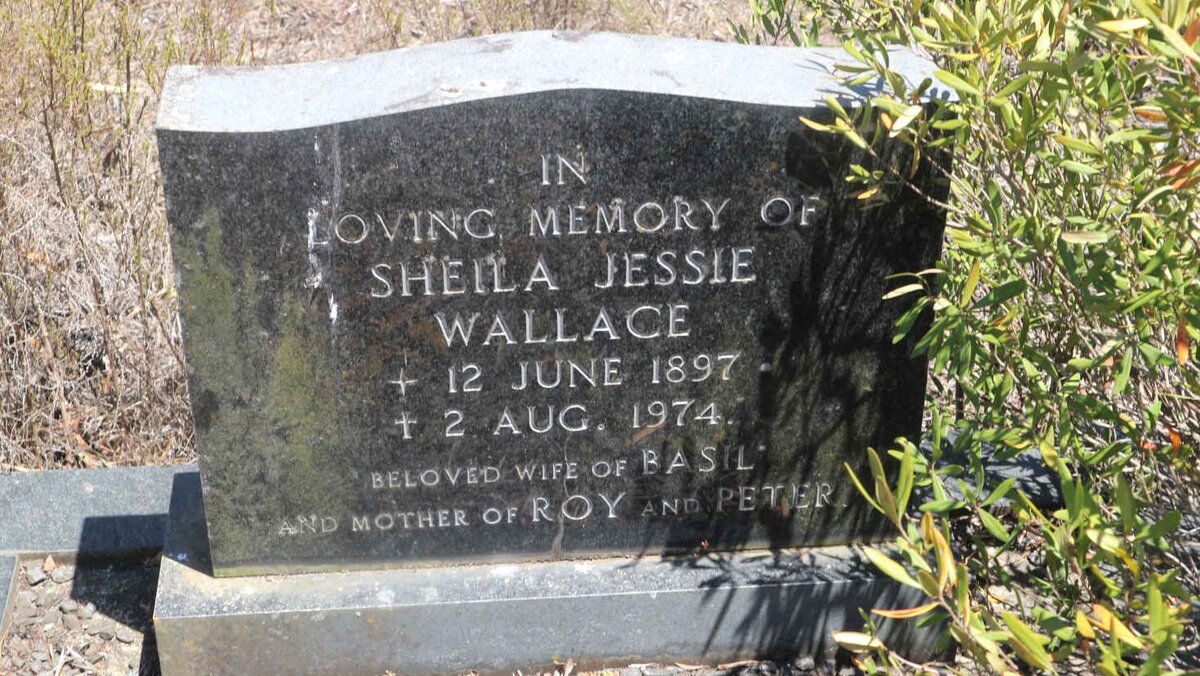 IN
LOVING MEMORY OF
SHEILA JESSIE
WALLACE
+ 12 JUNE 1897.
† 2 AUG. 1974.
BELOVED WIFE OF BASIL
AND MOTHER OF ROY AND PETER.